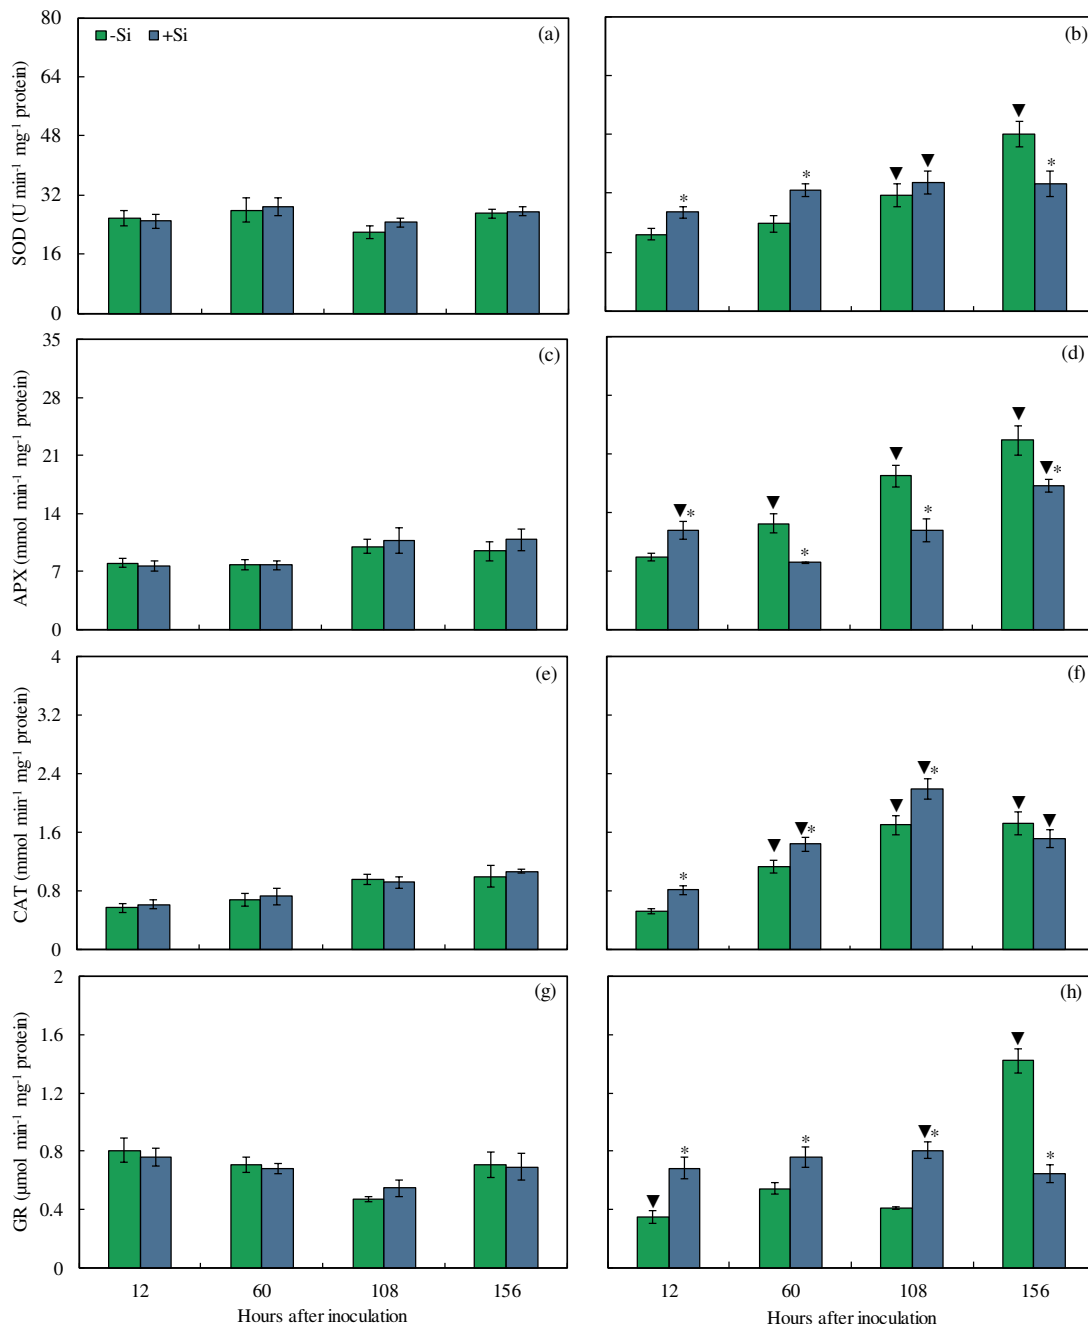 -Si +Si
(a)
(b)
SOD (U min⁻¹ mg⁻¹ protein)
80
64
48
32
16
0
* * *
(c)
(d)
APX (mmol min⁻¹ mg⁻¹ protein)
35
28
21
14
7
0
* * * *
(e)
(f)
CAT (mmol min⁻¹ mg⁻¹ protein)
4
3.2
2.4
1.6
0.8
0
* * *
(g)
(h)
GR (µmol min⁻¹ mg⁻¹ protein)
2
1.6
1.2
0.8
0.4
0
* * * *
12 60 108 156
12 60 108 156
Hours after inoculation
Hours after inoculation